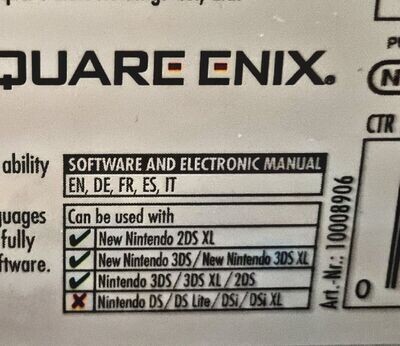 QUARE ENIX.
ability
SOFTWARE AND ELECTRONIC MANUAL
EN, DE, FR, ES, IT
guages
fully
ftware.
Can be used with
New Nintendo 2DS XL
New Nintendo 3DS/New Nintendo 3DS XL
Nintendo 3DS/3DS XL/2DS
Nintendo DS/DS Lite/DSi/DSi XL
Art.-Nr.: 10008906
CTR
N
0